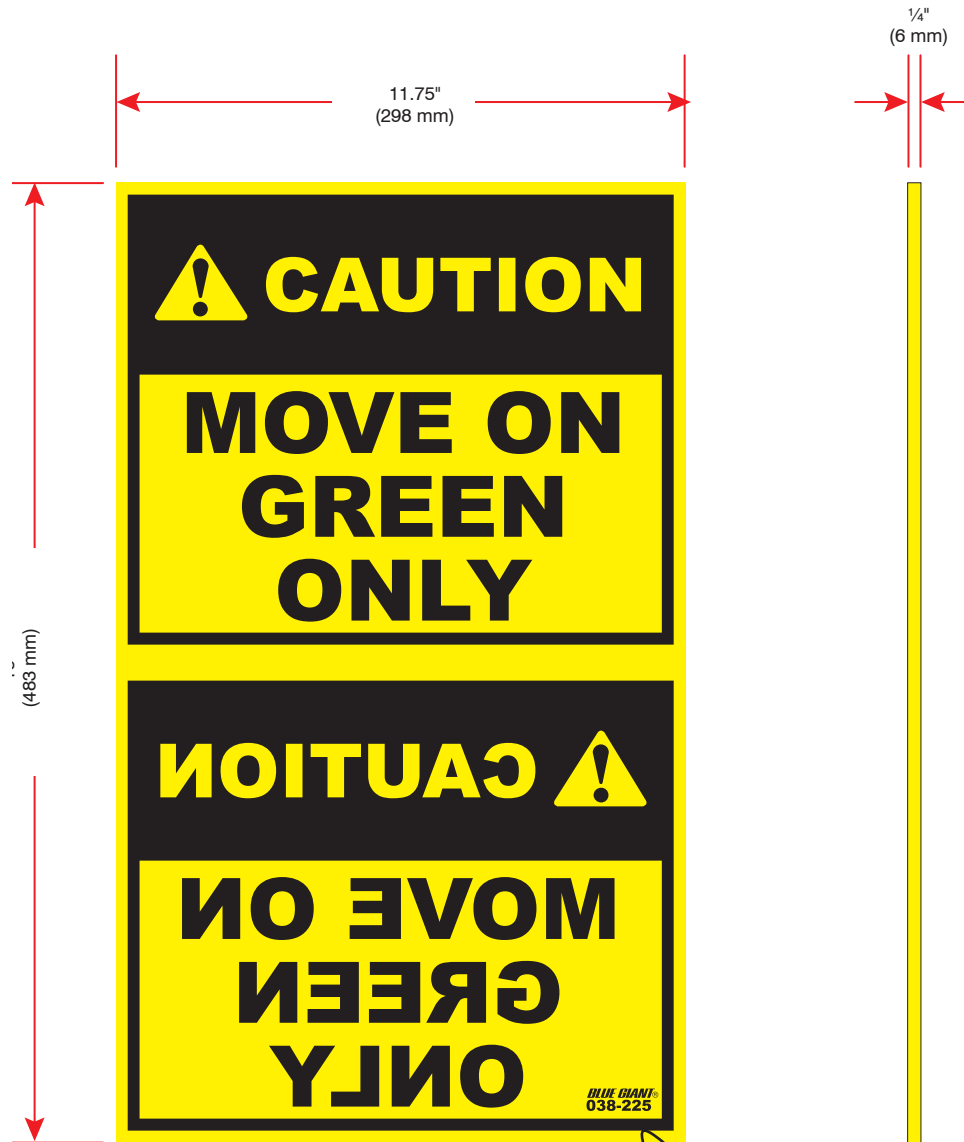 ¼"
(6 mm)
11.75"
(298 mm)
CAUTION
MOVE ON
GREEN
ONLY
(483 mm)
CAUTION
MOVE ON
GREEN
ONLY
BLUE GIANT®
038-225